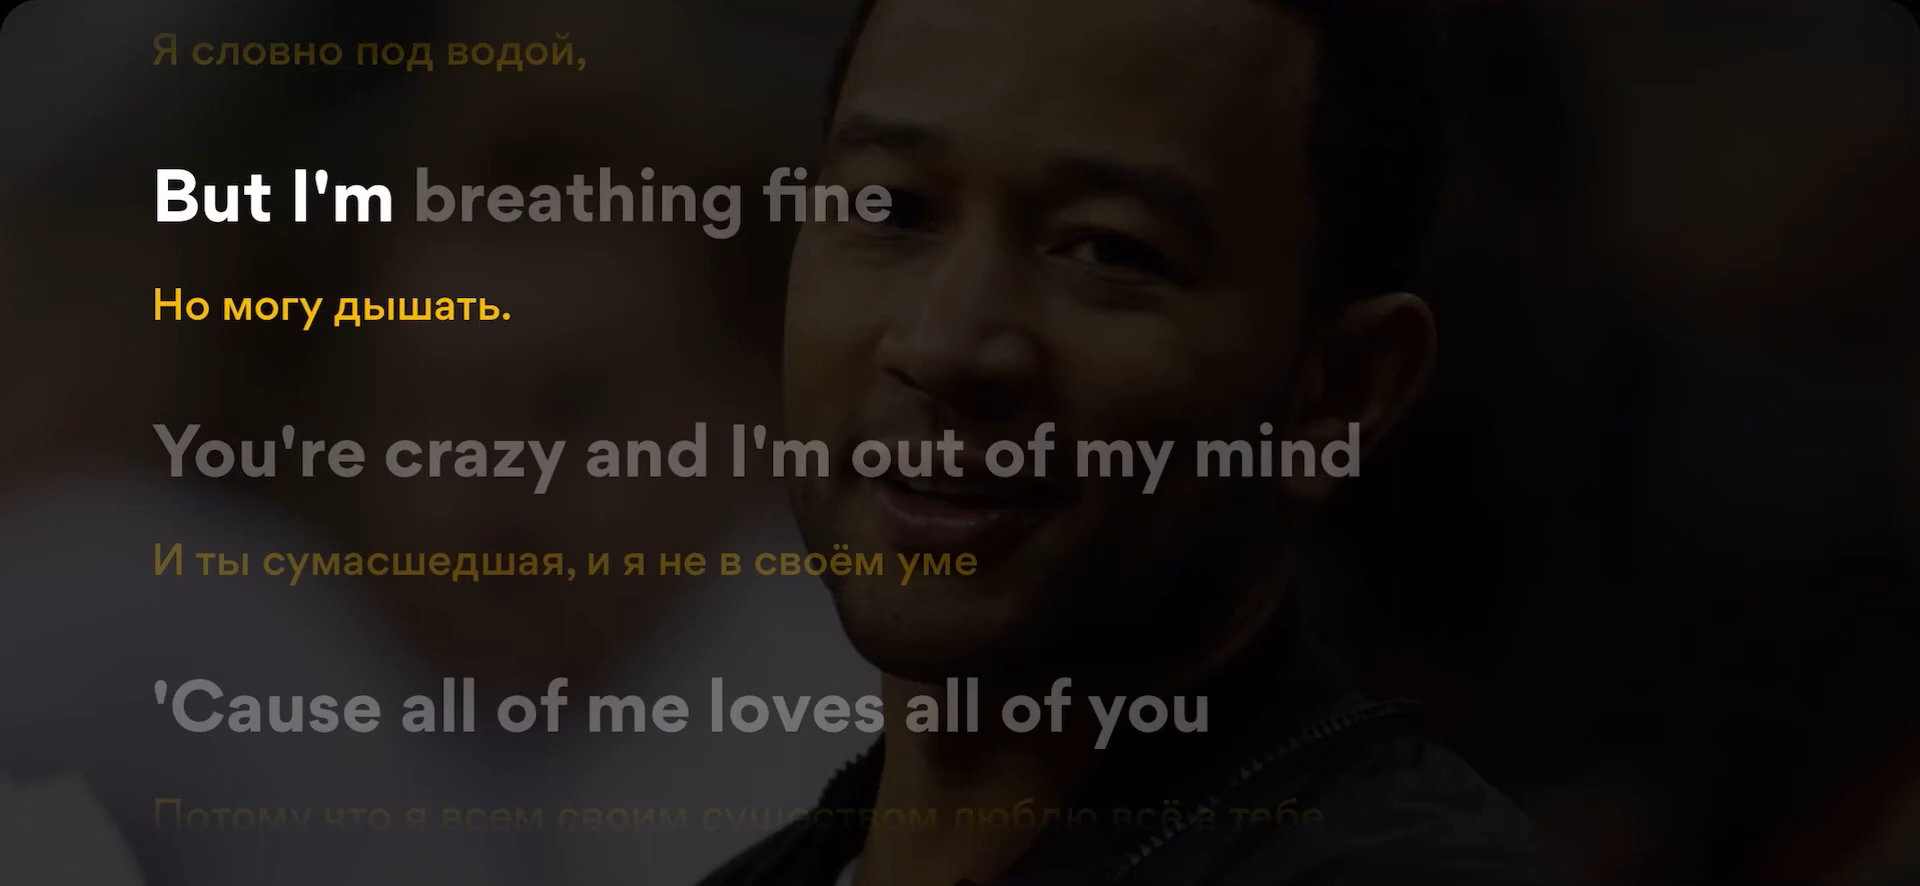 Я словно под водой,
But I'm breathing fine
Но могу дышать.
You're crazy and I'm out of my mind
И ты сумасшедшая, и я не в своём уме
'Cause all of me loves all of you
Потому что я всем своим существом люблю всё в тебе